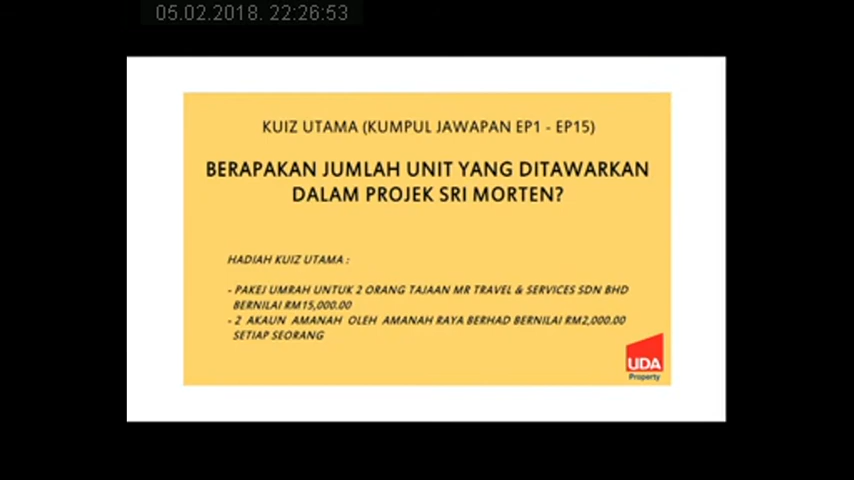 05.02.2018. 22:26:53
KUIZ UTAMA (KUMPUL JAWAPAN EP1 - EP15)
BERAPAKAN JUMLAH UNIT YANG DITAWARKAN
DALAM PROJEK SRI MORTEN?
HADIAH KUIZ UTAMA :
- PAKEJ UMRAH UNTUK 2 ORANG TAJAAN MR TRAVEL & SERVICES SDN BHD
BERNILAI RM15,000.00
- 2 AKAUN AMANAH OLEH AMANAH RAYA BERHAD BERNILAI RM2,000.00
SETIAP SEORANG
UDA
Property